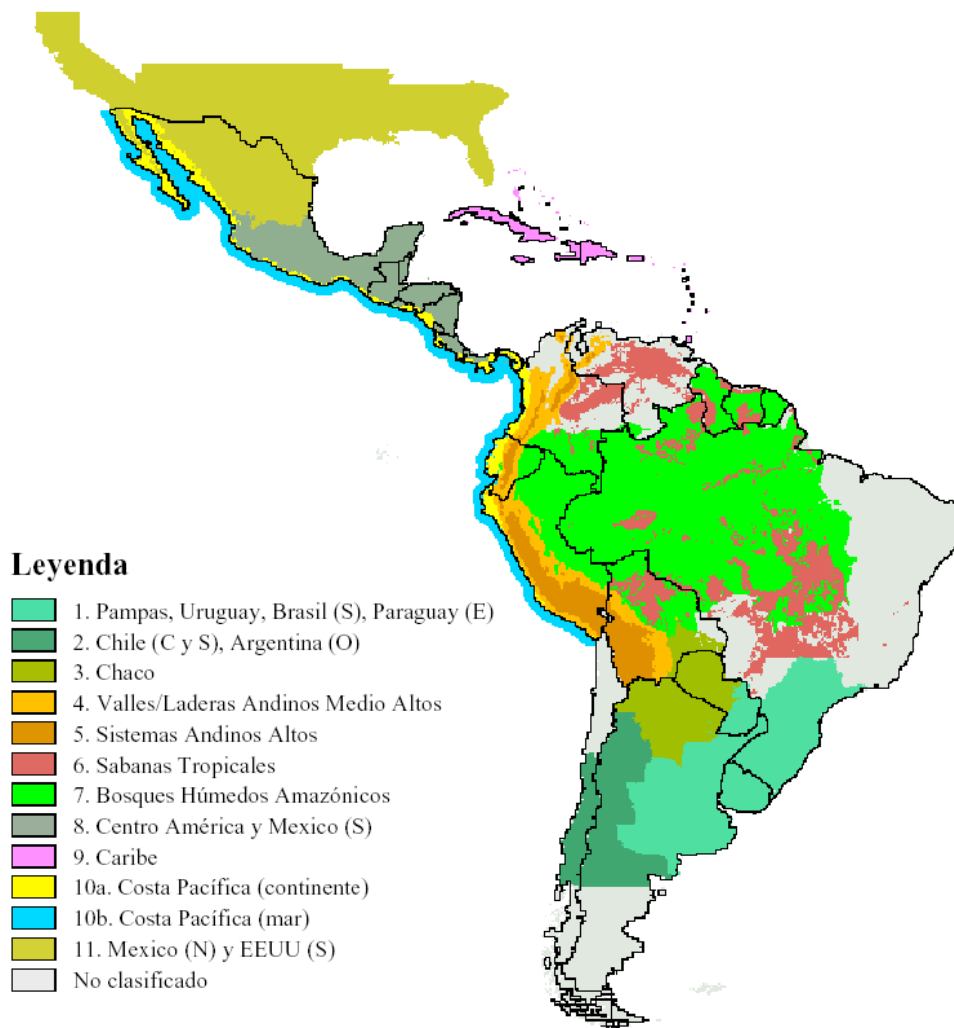 Leyenda
1. Pampas, Uruguay, Brasil (S), Paraguay (E)
2. Chile (C y S), Argentina (O)
3. Chaco
4. Valles/Laderas Andinos Medio Altos
5. Sistemas Andinos Altos
6. Sabanas Tropicales
7. Bosques Húmedos Amazónicos
8. Centro América y Mexico (S)
9. Caribe
10a. Costa Pacífica (continente)
10b. Costa Pacífica (mar)
11. Mexico (N) y EEUU (S)
No clasificado